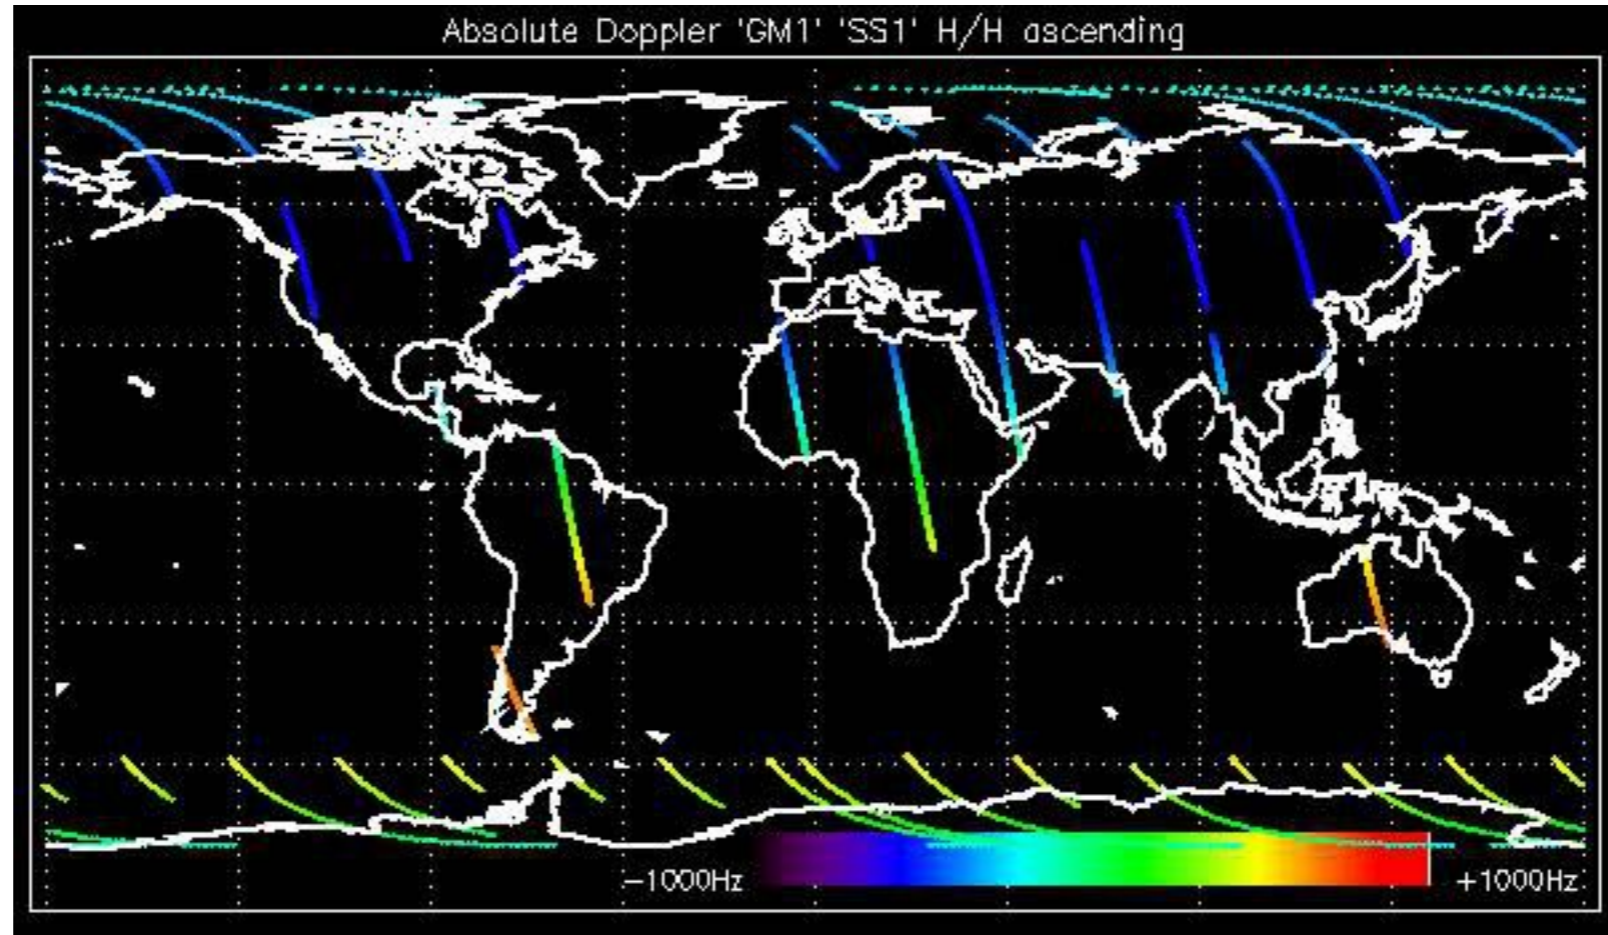 Absolute Doppler 'GM1' 'SS1' H/H ascending
−1000Hz
+1000Hz